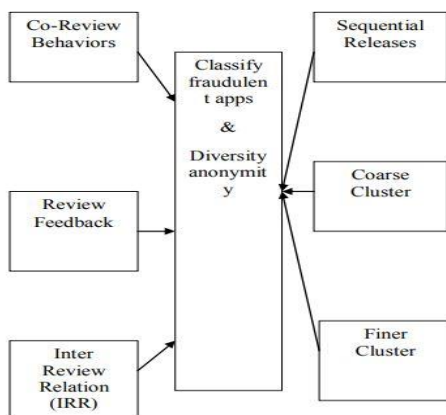 Co-Review
Behaviors
Review
Feedback
Inter
Review
Relation
(IRR)
Classify
fraudulen
t apps
&
Diversity
anonymit
y
Sequential
Releases
Coarse
Cluster
Finer
Cluster